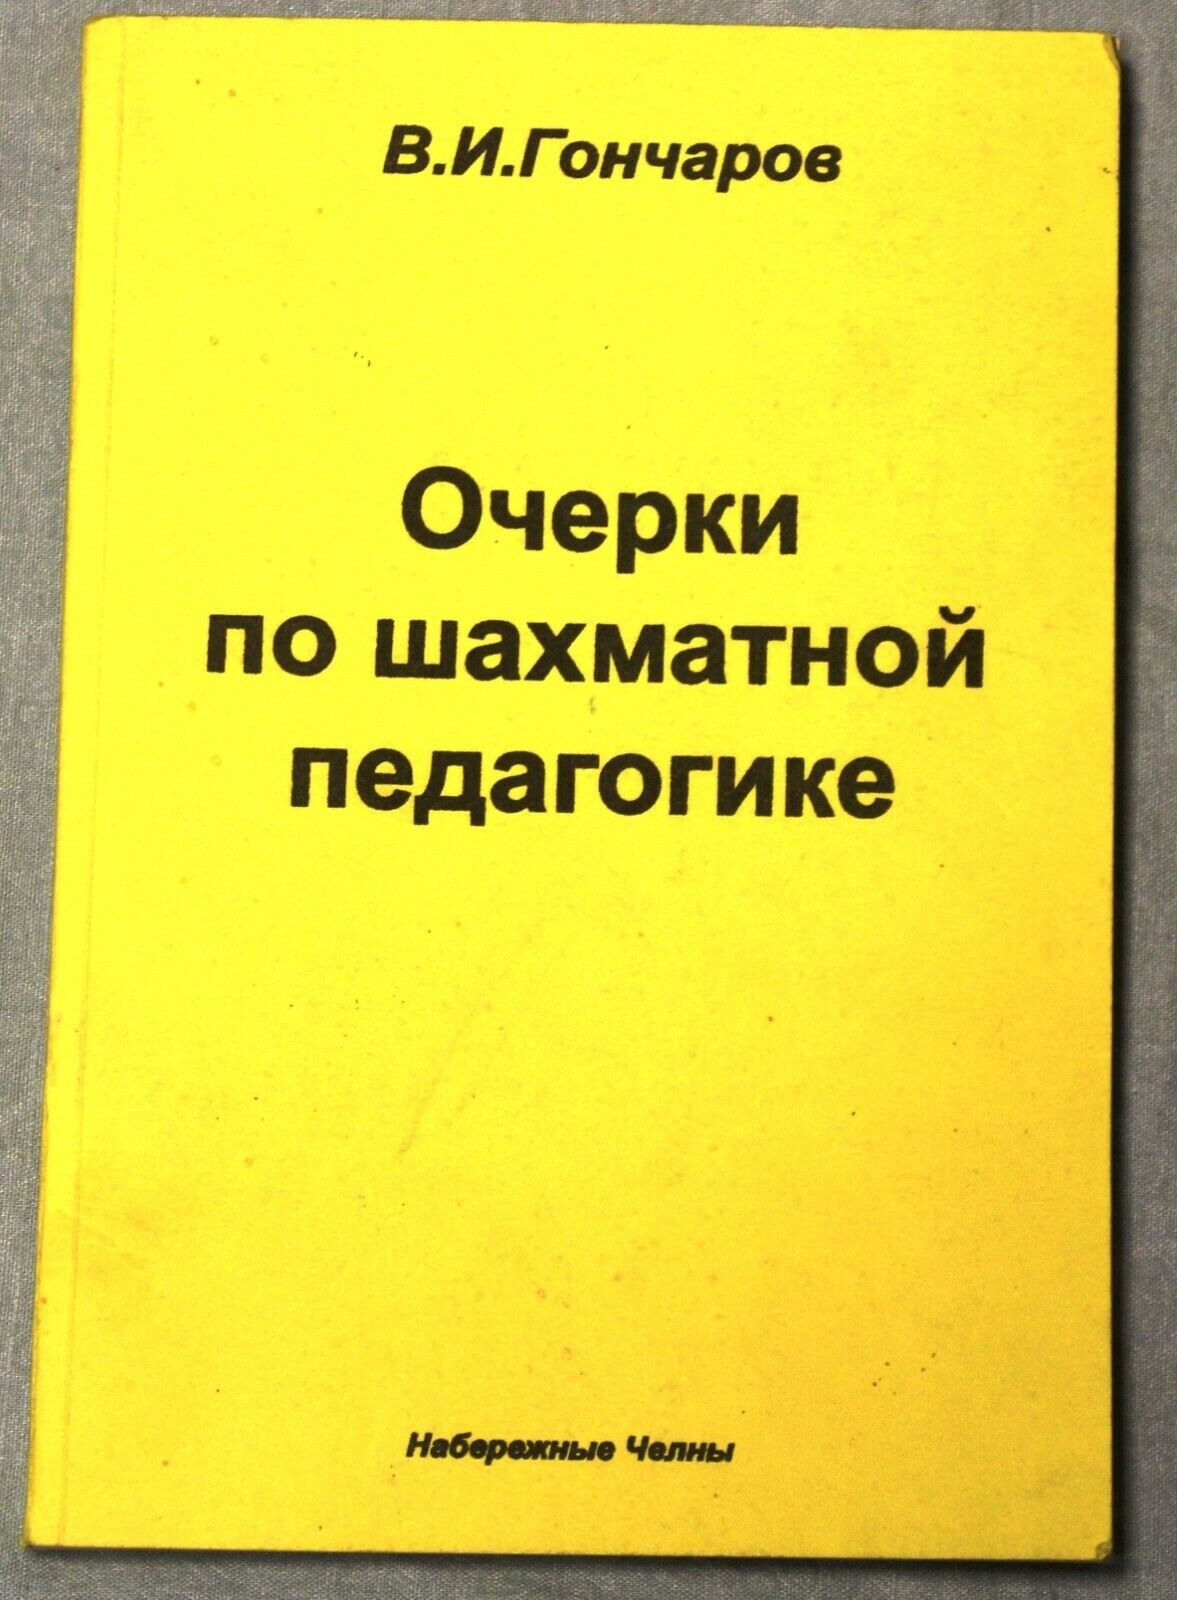 В.И.Гончаров
Очерки
по шахматной
педагогике
Набережные Челны